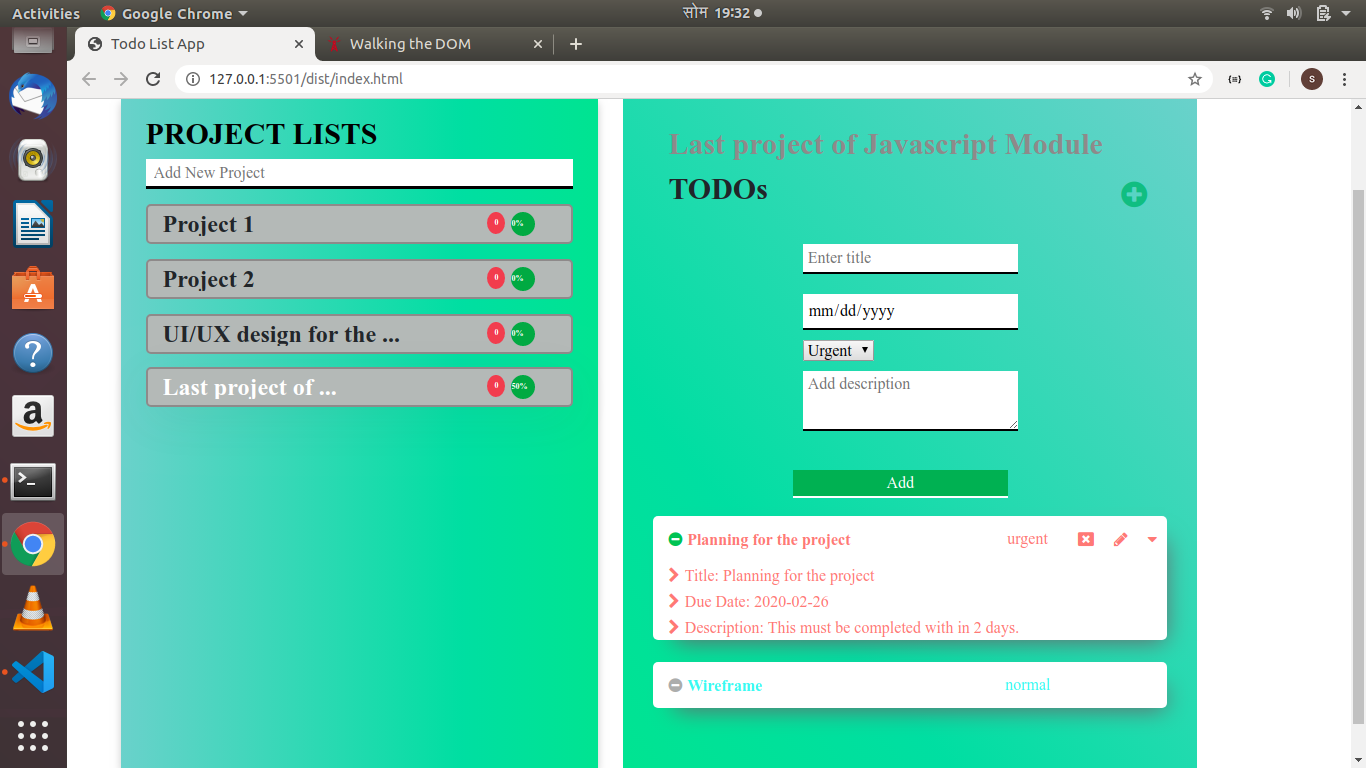 Activities
Google Chrome
सोम 19:32
Todo List App
Walking the DOM
127.0.0.1:5501/dist/index.html
S
PROJECT LISTS
Add New Project
Project 1
0
0%
Project 2
0
0%
UI/UX design for the ...
0
0%
Last project of ...
0
50%
Last project of Javascript Module
TODOs
Enter title
mm/dd/yyyy
Urgent
Add description
Add
Planning for the project
urgent
Title: Planning for the project
Due Date: 2020-02-26
Description: This must be completed with in 2 days.
Wireframe
normal